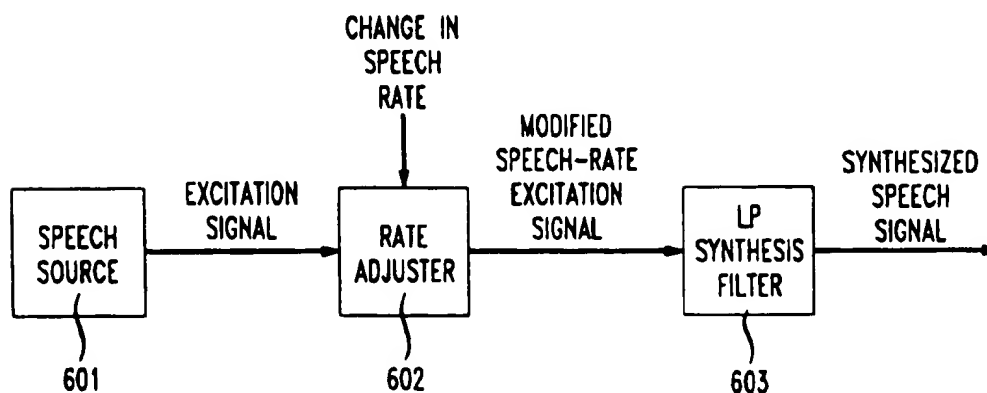 CHANGE IN
SPEECH
RATE
SPEECH
SOURCE
601
EXCITATION
SIGNAL
RATE
ADJUSTER
602
MODIFIED
SPEECH-RATE
EXCITATION
SIGNAL
LP
SYNTHESIS
FILTER
603
SYNTHESIZED
SPEECH
SIGNAL